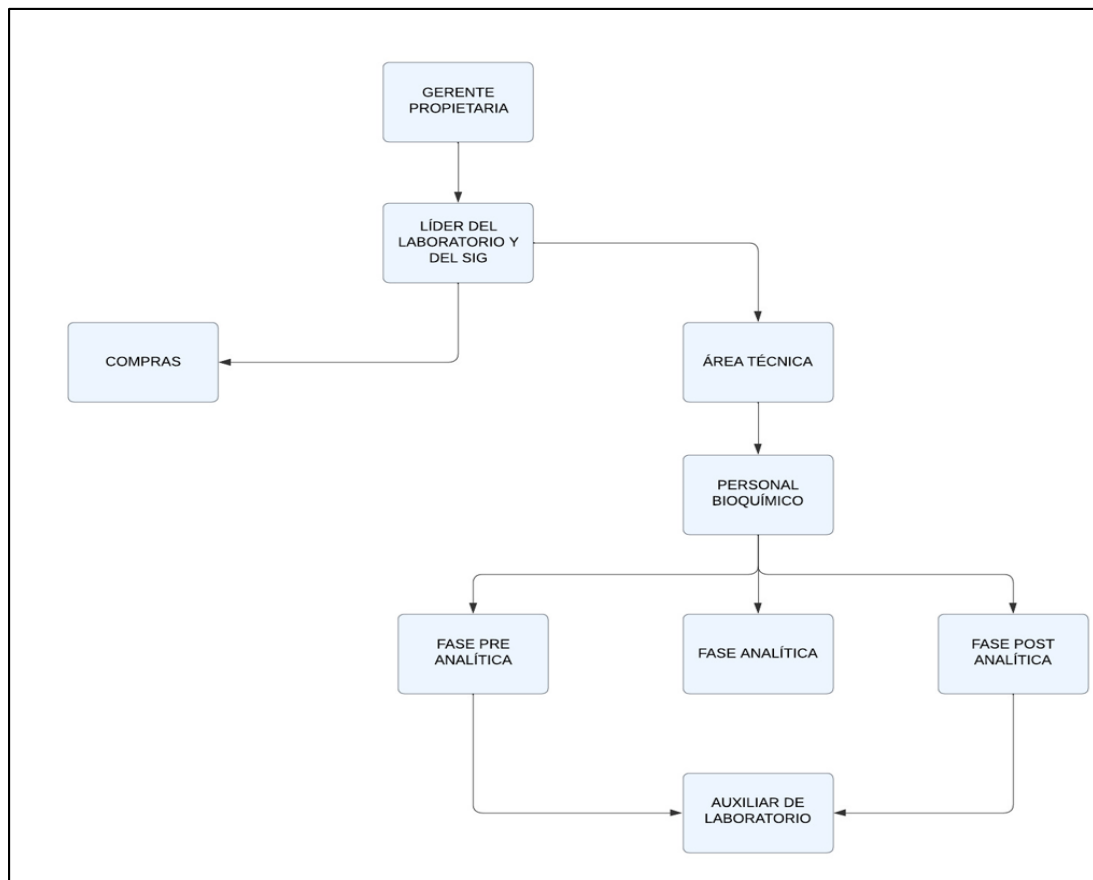 GERENTE
PROPIETARIA
LÍDER DEL
LABORATORIO Y
DEL SIG
COMPRAS
ÁREA TÉCNICA
PERSONAL
BIOQUÍMICO
FASE PRE
ANALÍTICA
FASE ANALÍTICA
FASE POST
ANALÍTICA
AUXILIAR DE
LABORATORIO